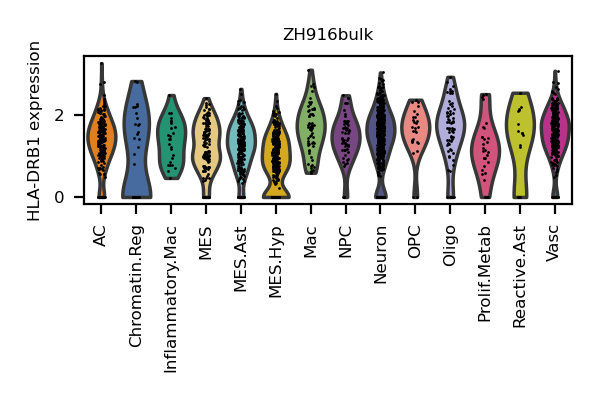 ZH916bulk
HLA-DRB1 expression
2
0
AC
Chromatin.Reg
Inflammatory.Mac
MES
MES.Ast
MES.Hyp
Mac
NPC
Neuron
OPC
Oligo
Prolif.Metab
Reactive.Ast
Vasc